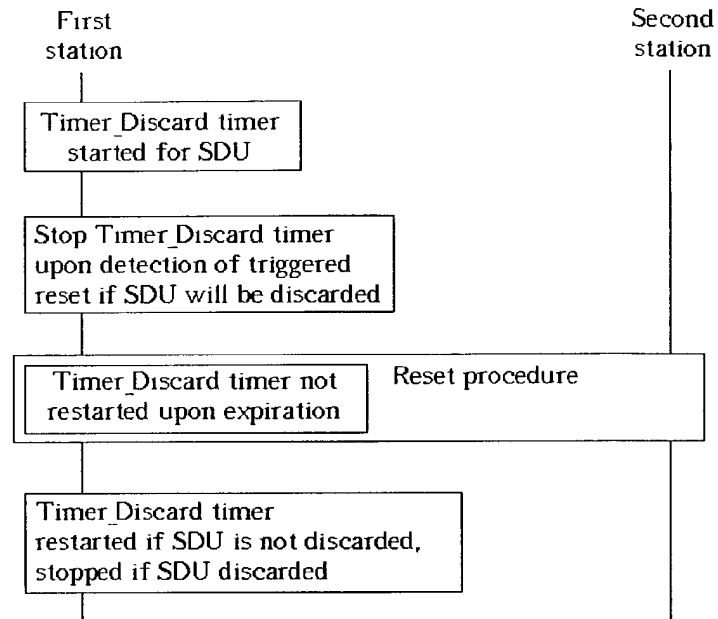 First
station
Second
station
Timer_Discard timer
started for SDU
Stop Timer_Discard timer
upon detection of triggered
reset if SDU will be discarded
Timer_Discard timer not
restarted upon expiration
Reset procedure
Timer_Discard timer
restarted if SDU is not discarded,
stopped if SDU discarded